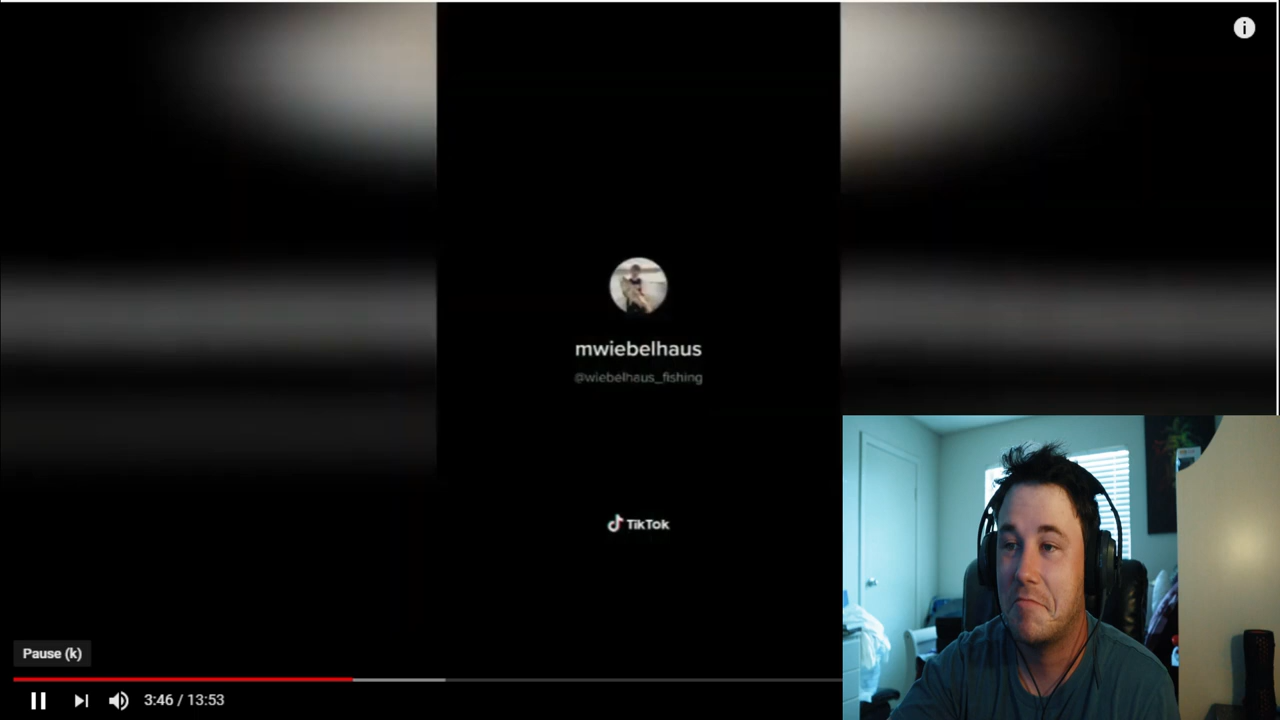 mwiebelhaus
@wiebelhaus_fishing
TikTok
Pause (k)
3:46 / 13:53